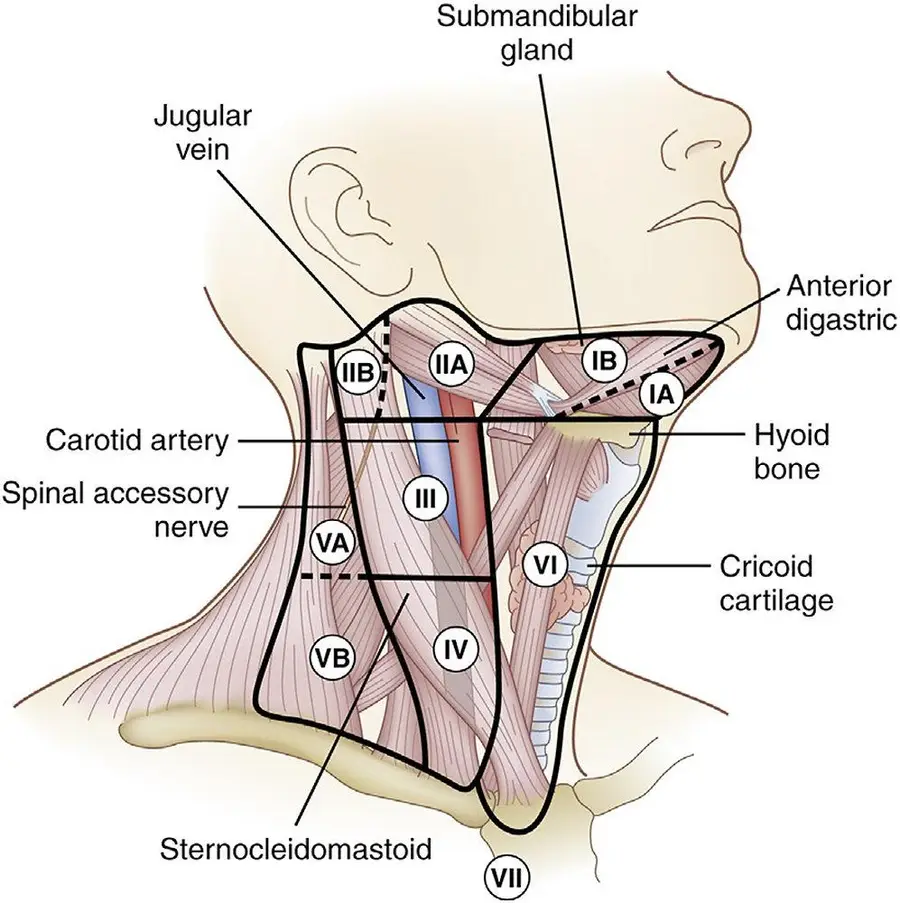 Submandibular
gland
Jugular
vein
Anterior
digastric
IIB
IIA
IB
IA
Carotid artery
Hyoid
bone
Spinal accessory
nerve
III
VA
VI
Cricoid
cartilage
VB
IV
Sternocleidomastoid
VII